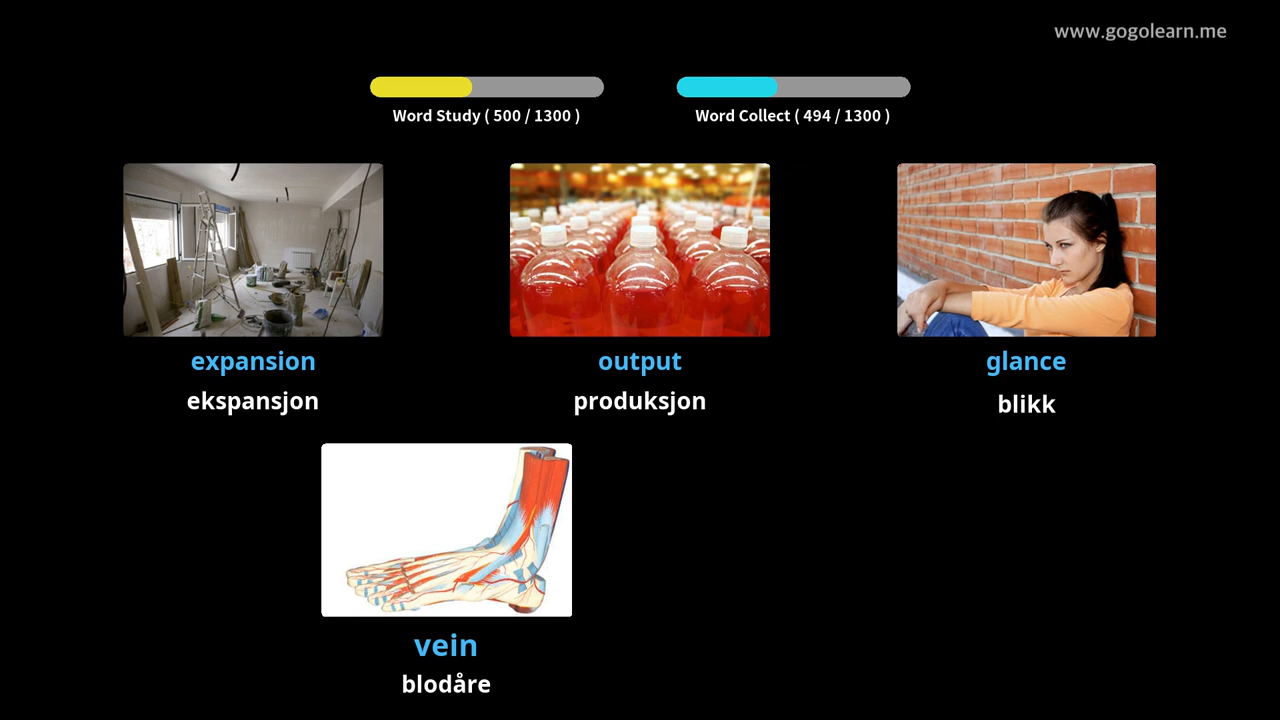 www.gogolearn.me
Word Study ( 500 / 1300 )
Word Collect ( 494 / 1300 )
expansion
ekspansjon
output
produksjon
glance
blikk
vein
blodåre